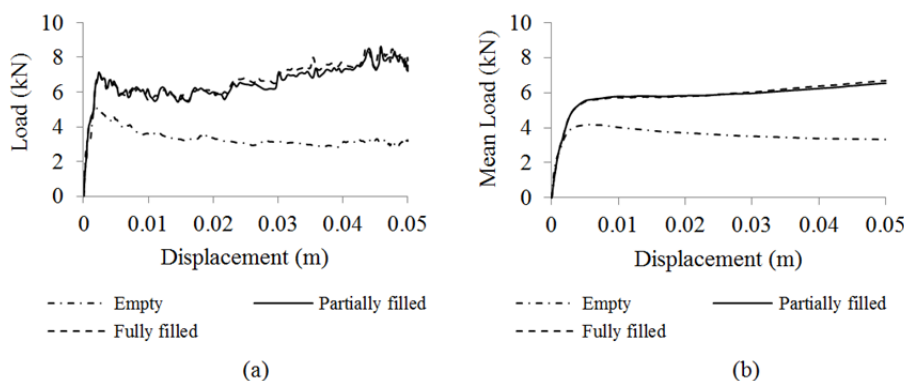 Load (kN)
10
8
6
4
2
0
0 0.01 0.02 0.03 0.04 0.05
Displacement (m)
Empty Partially filled
Fully filled
(a)
Mean Load (kN)
10
8
6
4
2
0
0 0.01 0.02 0.03 0.04 0.05
Displacement (m)
Empty Partially filled
Fully filled
(b)